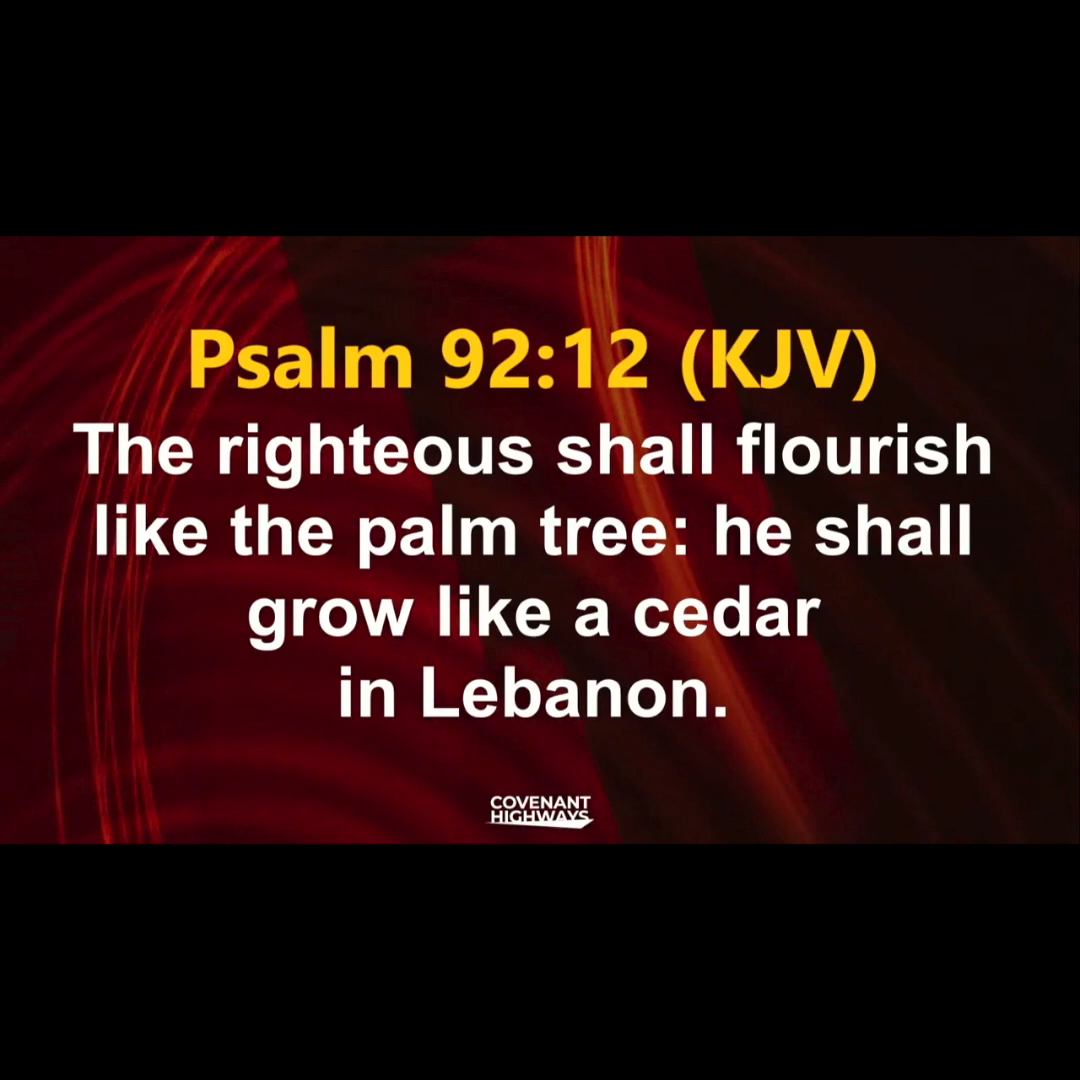 Psalm 92:12 (KJV)
The righteous shall flourish
like the palm tree: he shall
grow like a cedar
in Lebanon.
COVENANT
HIGHWAYS